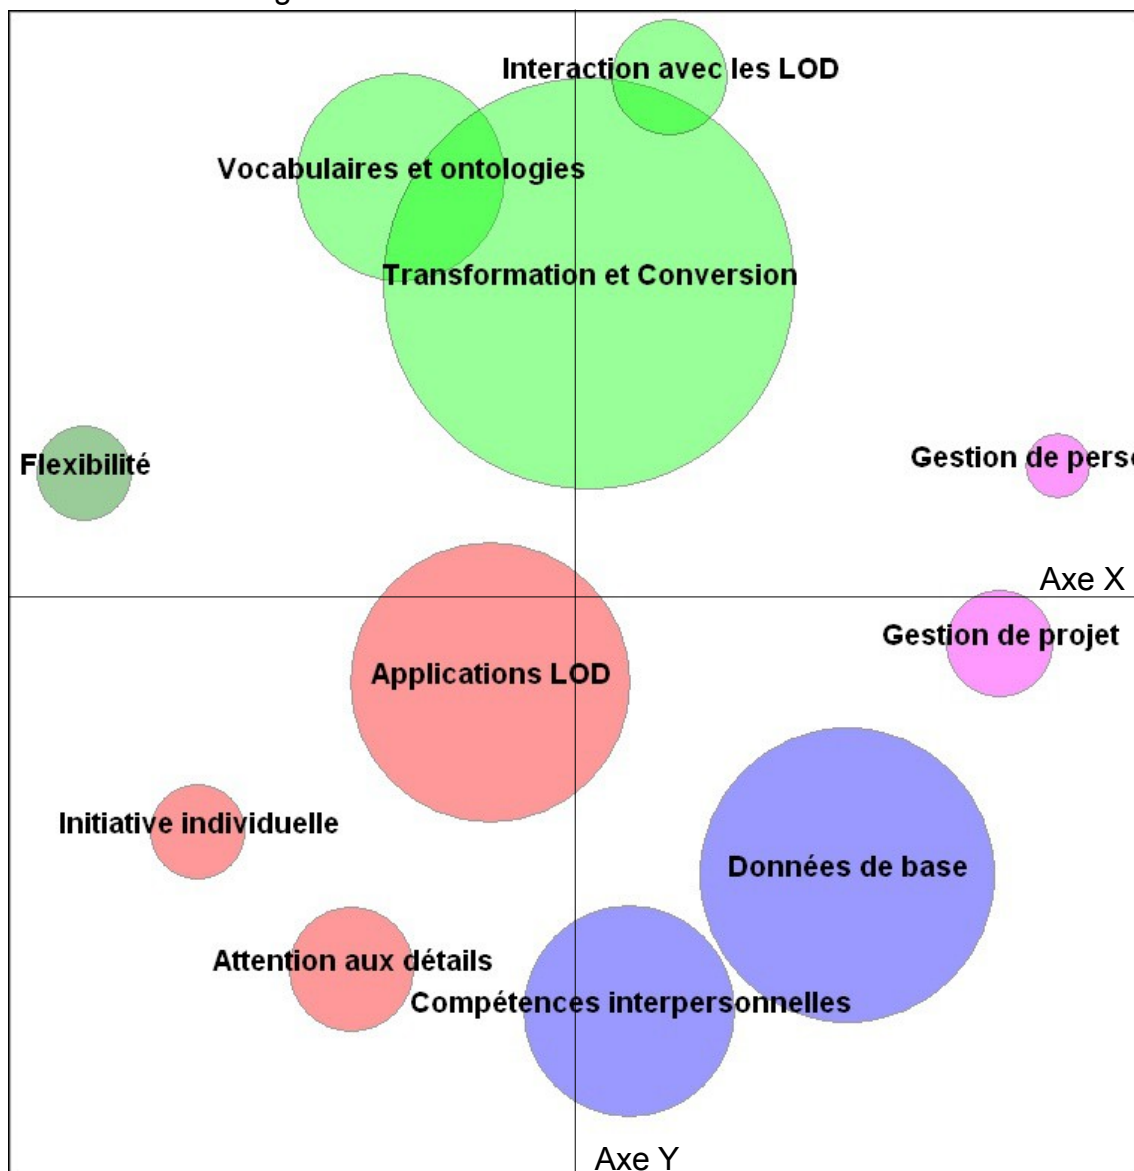 Interaction avec les LOD
Vocabulaires et ontologies
Transformation et Conversion
Flexibilité
Gestion de
Axe X
Gestion de projet
Applications LOD
Initiative individuelle
Données de base
Attention aux détails
Compétences interpersonnelles
Axe Y